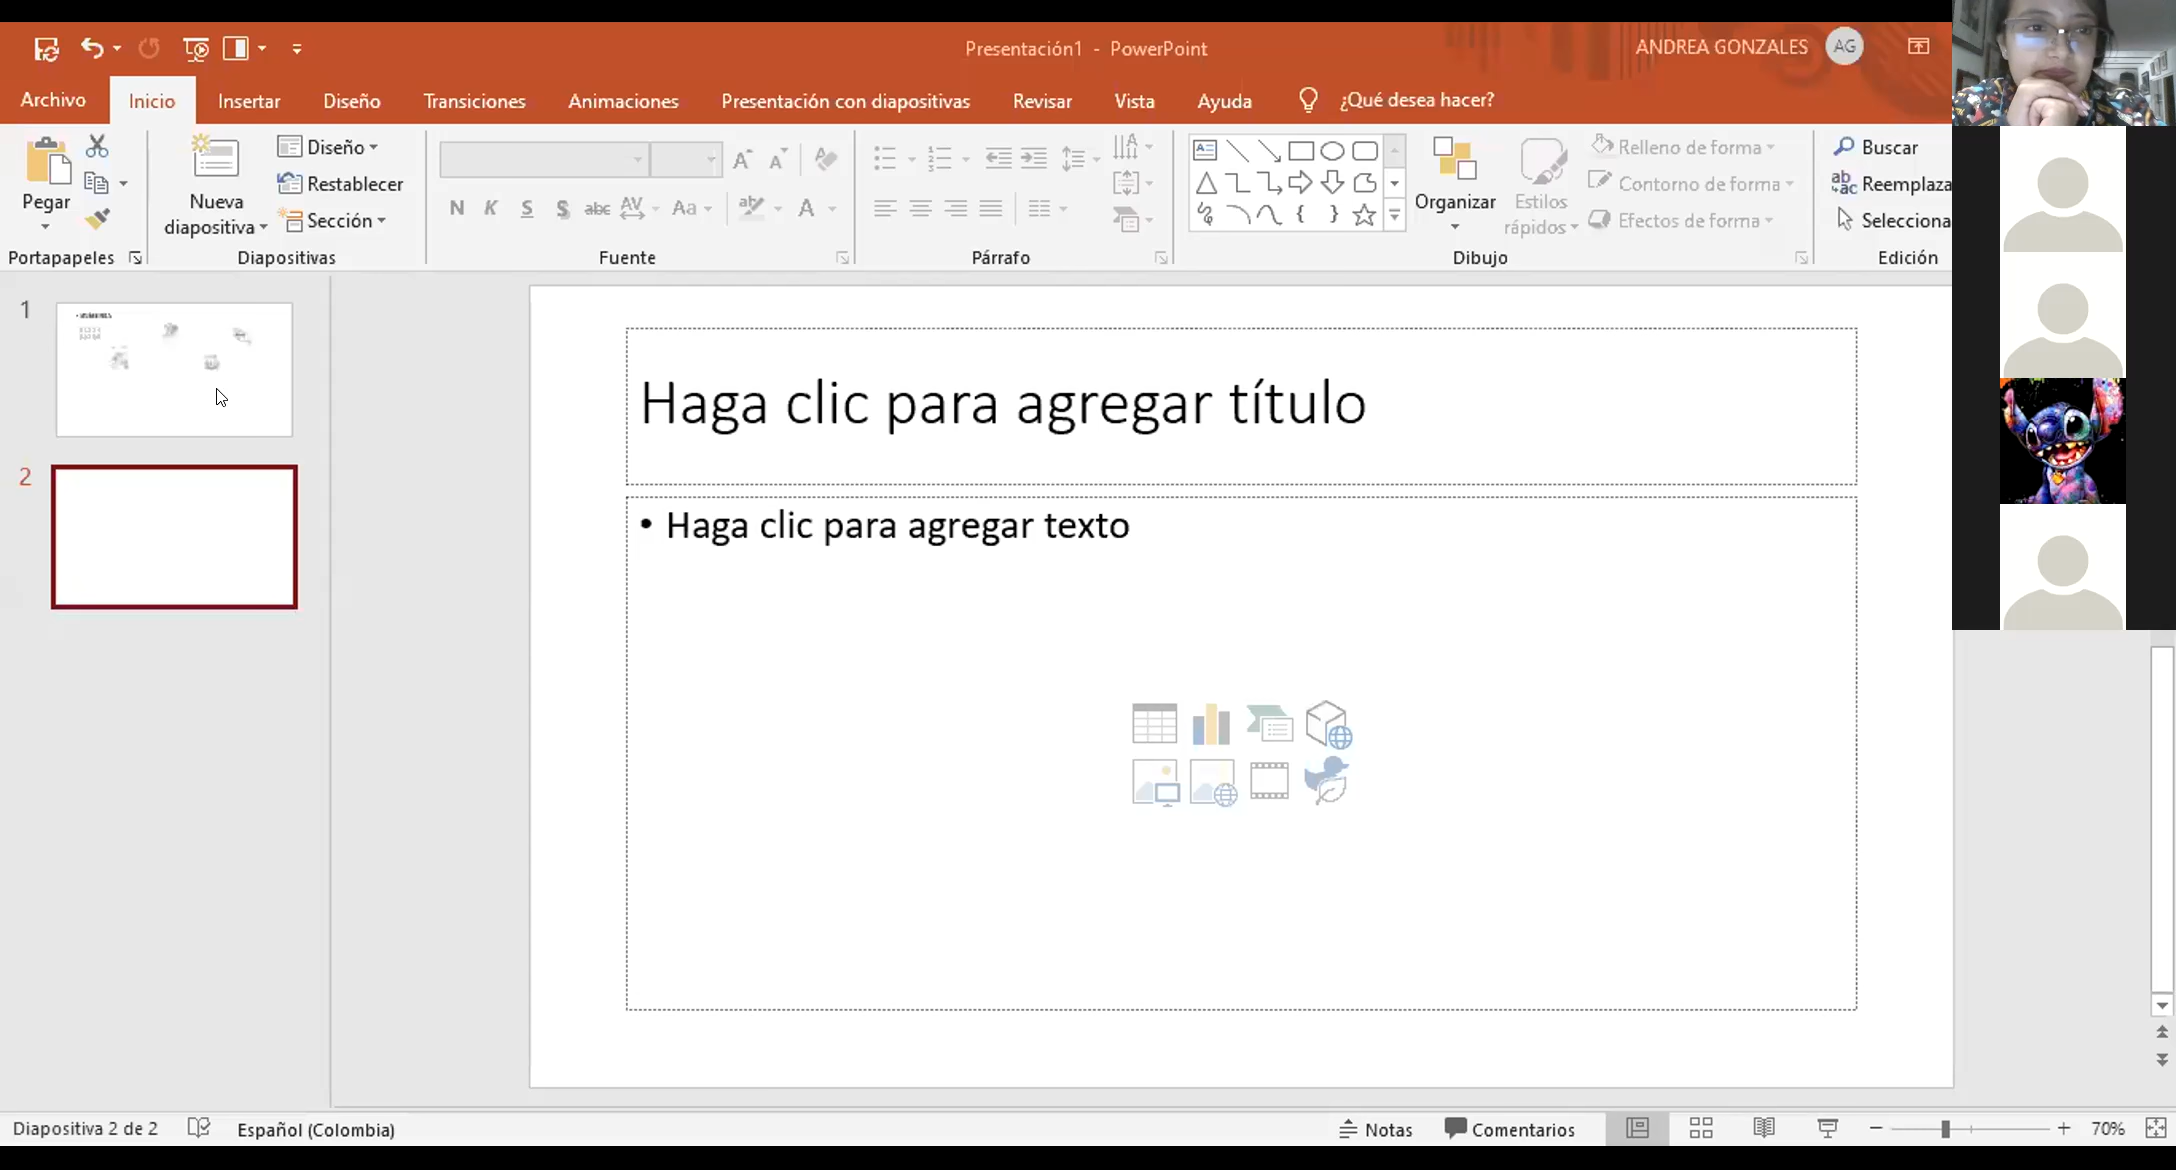 Presentación1 - PowerPoint
ANDREA GONZALES AG
Archivo Inicio Insertar Diseño Transiciones Animaciones Presentación con diapositivas Revisar Vista Ayuda ¿Qué desea hacer?
Pegar
Nueva diapositiva
Diseño
Restablecer
Sección
Relleno de forma
Contorno de forma
Efectos de forma
Organizar
Estilos rápidos
Buscar
Reemplaza
Selecciona
Portapapeles Diapositivas Fuente Párrafo Dibujo Edición
1
2
Haga clic para agregar título
• Haga clic para agregar texto
Diapositiva 2 de 2 Español (Colombia) Notas Comentarios 70%